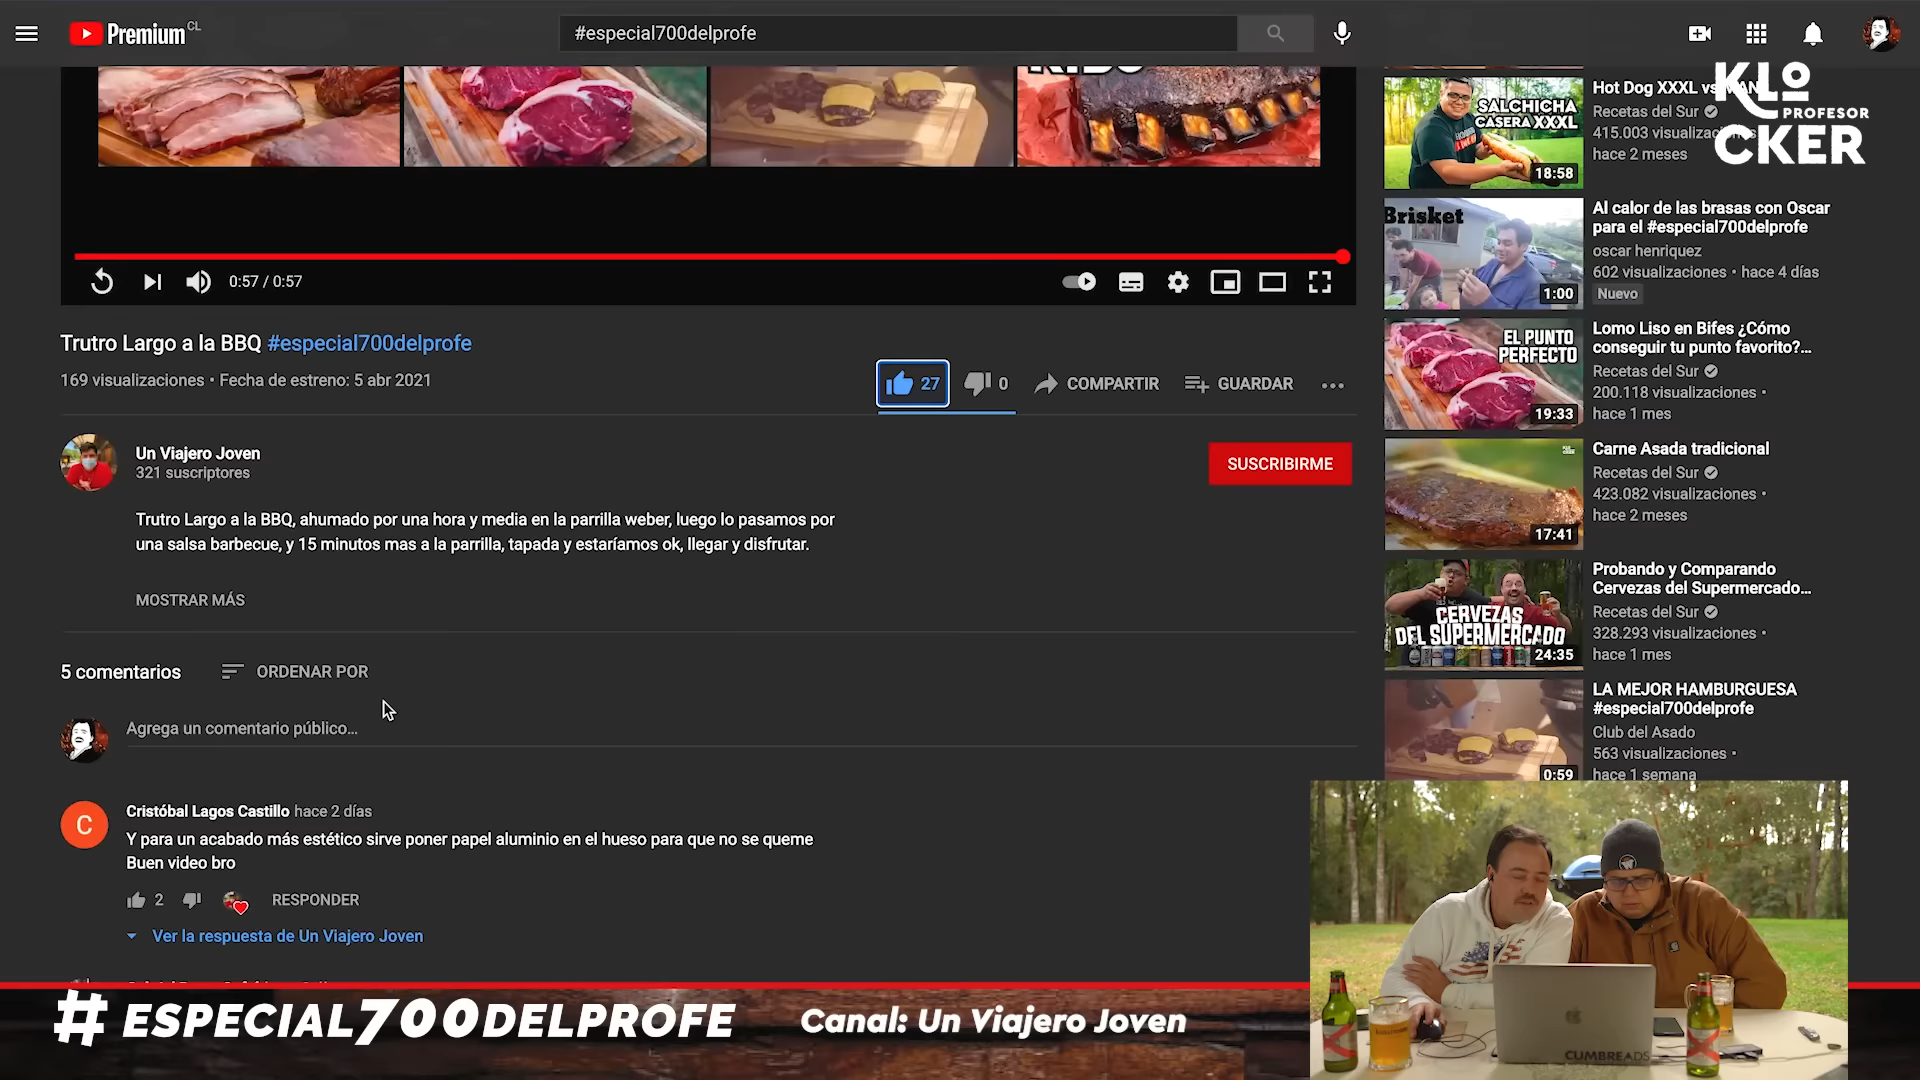 Premium CL
#especial700delprofe
0:57 / 0:57
Trutro Largo a la BBQ #especial700delprofe
169 visualizaciones • Fecha de estreno: 5 abr 2021
27
0
COMPARTIR
GUARDAR
Un Viajero Joven
321 suscriptores
SUSCRIBIRME
Trutro Largo a la BBQ, ahumado por una hora y media en la parrilla weber, luego lo pasamos por
una salsa barbecue, y 15 minutos mas a la parrilla, tapada y estaríamos ok, llegar y disfrutar.
MOSTRAR MÁS
5 comentarios
ORDENAR POR
Agrega un comentario público...
C
Cristóbal Lagos Castillo hace 2 días
Y para un acabado más estético sirve poner papel aluminio en el hueso para que no se queme
Buen video bro
2
RESPONDER
Ver la respuesta de Un Viajero Joven
SALCHICHA
CASERA XXXL
18:58
Hot Dog XXXL vs
Recetas del Sur
415.003
hace 2 meses
KLO
PROFESOR
CKER
Brisket
1:00
Al calor de las brasas con Oscar
para el #especial700delprofe
oscar henriquez
602 visualizaciones • hace 4 días
Nuevo
EL PUNTO
PERFECTO
19:33
Lomo Liso en Bifes ¿Cómo
conseguir tu punto favorito?...
Recetas del Sur
200.118 visualizaciones •
hace 1 mes
17:41
Carne Asada tradicional
Recetas del Sur
423.082 visualizaciones •
hace 2 meses
CERVEZAS
DEL SUPERMERCADO
24:35
Probando y Comparando
Cervezas del Supermercado...
Recetas del Sur
328.293 visualizaciones •
hace 1 mes
0:59
LA MEJOR HAMBURGUESA
#especial700delprofe
Club del Asado
563 visualizaciones •
hace 1 semana
#ESPECIAL700DELPROFE
Canal: Un Viajero Joven
CUMBREADS